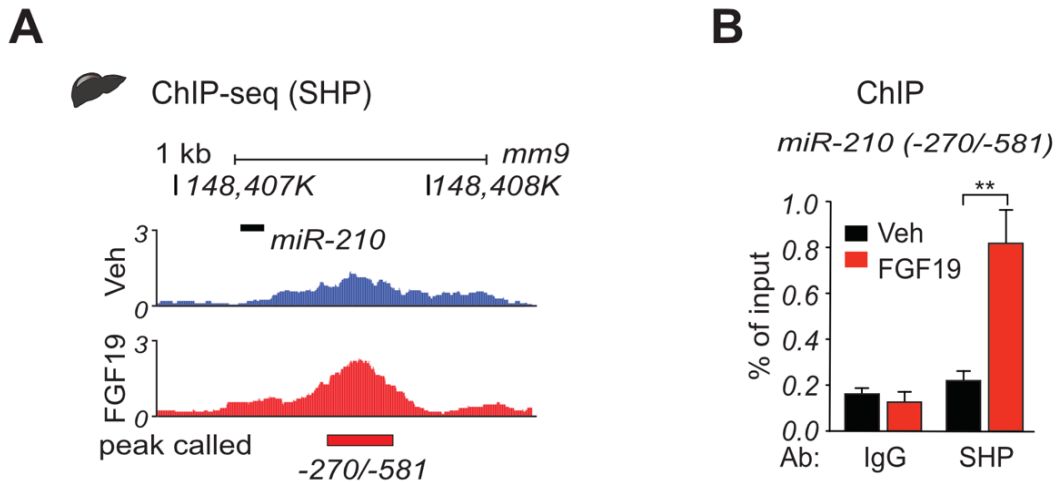 A
ChIP-seq (SHP)
1 kb
mm9
148,407K
148,408K
miR-210
3
Veh
0
3
FGF19
0
peak called
-270/-581
B
ChIP
miR-210 (-270/-581)
**
1.0
0.8
0.6
0.4
0.2
0.0
% of input
Veh
FGF19
Ab: IgG SHP